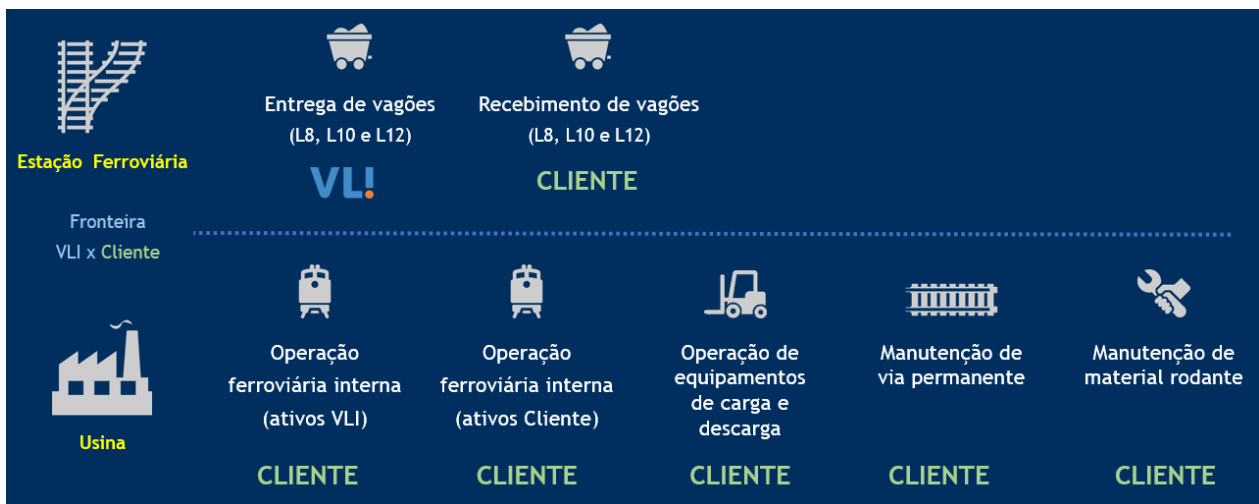 Estação Ferroviária
Entrega de vagões
(L8, L10 e L12)
VL!
Recebimento de vagões
(L8, L10 e L12)
CLIENTE
Fronteira
VLI x Cliente
Usina
Operação
ferroviária interna
(ativos VLI)
CLIENTE
Operação
ferroviária interna
(ativos Cliente)
CLIENTE
Operação de
equipamentos
de carga e
descarga
CLIENTE
Manutenção de
via permanente
CLIENTE
Manutenção de
material rodante
CLIENTE